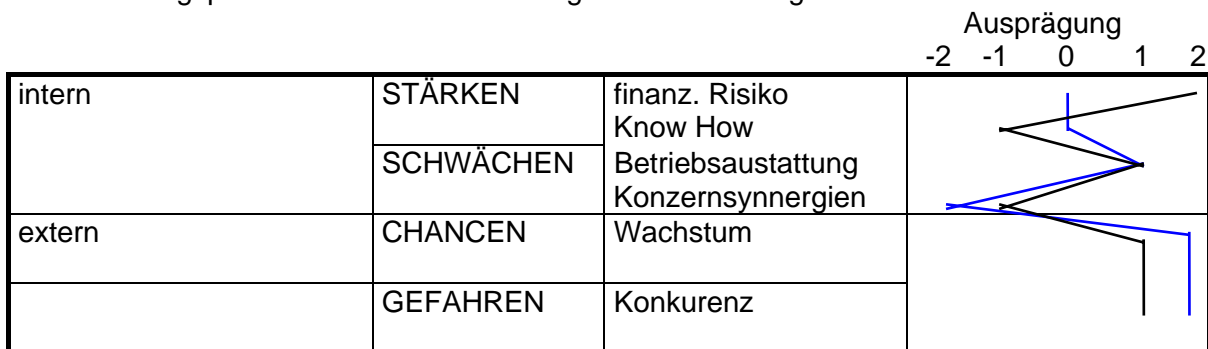 Ausprägung
-2 -1 0 1 2
intern STÄRKEN finanz. Risiko
Know How
SCHWÄCHEN Betriebsaustattung
Konzernsynnergien
extern CHANCEN Wachstum
GEFAHREN Konkurenz